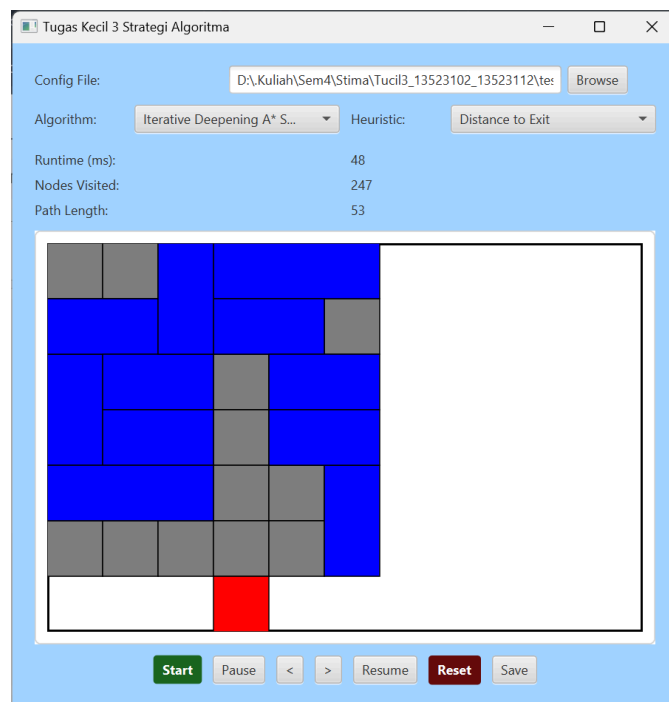 Tugas Kecil 3 Strategi Algoritma
Config File: D:\.Kuliah\Sem4\Stima\Tucil3_13523102_13523112\tes Browse
Algorithm: Iterative Deepening A* S... Heuristic: Distance to Exit
Runtime (ms): 48
Nodes Visited: 247
Path Length: 53
Start Pause < > Resume Reset Save